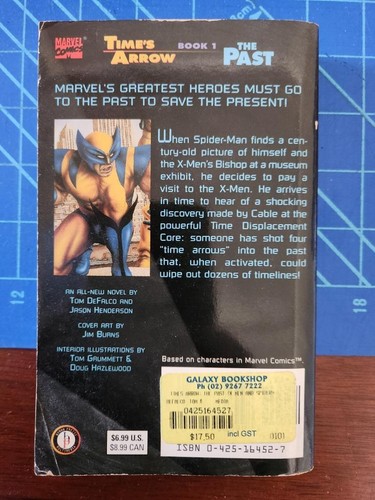 MARVEL
COMICS
TIME'S
ARROW
BOOK 1
THE
PAST
MARVEL'S GREATEST HEROES MUST GO
TO THE PAST TO SAVE THE PRESENT!
When Spider-Man finds a cen-
tury-old picture of himself and
the X-Men's Bishop at a museum
exhibit, he decides to pay a
visit to the X-Men. He arrives
in time to hear of a shocking
discovery made by Cable at the
powerful Time Displacement
Core: someone has shot four
"time arrows" into the past
that, when activated, could
wipe out dozens of timelines!
AN ALL-NEW NOVEL BY
TOM DEFALCO AND
JASON HENDERSON
COVER ART BY
JIM BURNS
INTERIOR ILLUSTRATIONS BY
TOM GRUMMETT &
DOUG HAZLEWOOD
Based on characters in Marvel Comics™.
$6.99 U.S.
$8.99 CAN
GALAXY BOOKSHOP
Ph (02) 9267 7222
0425164527
$17.50
incl GST
0101
ISBN 0-425-16452-7
12
18